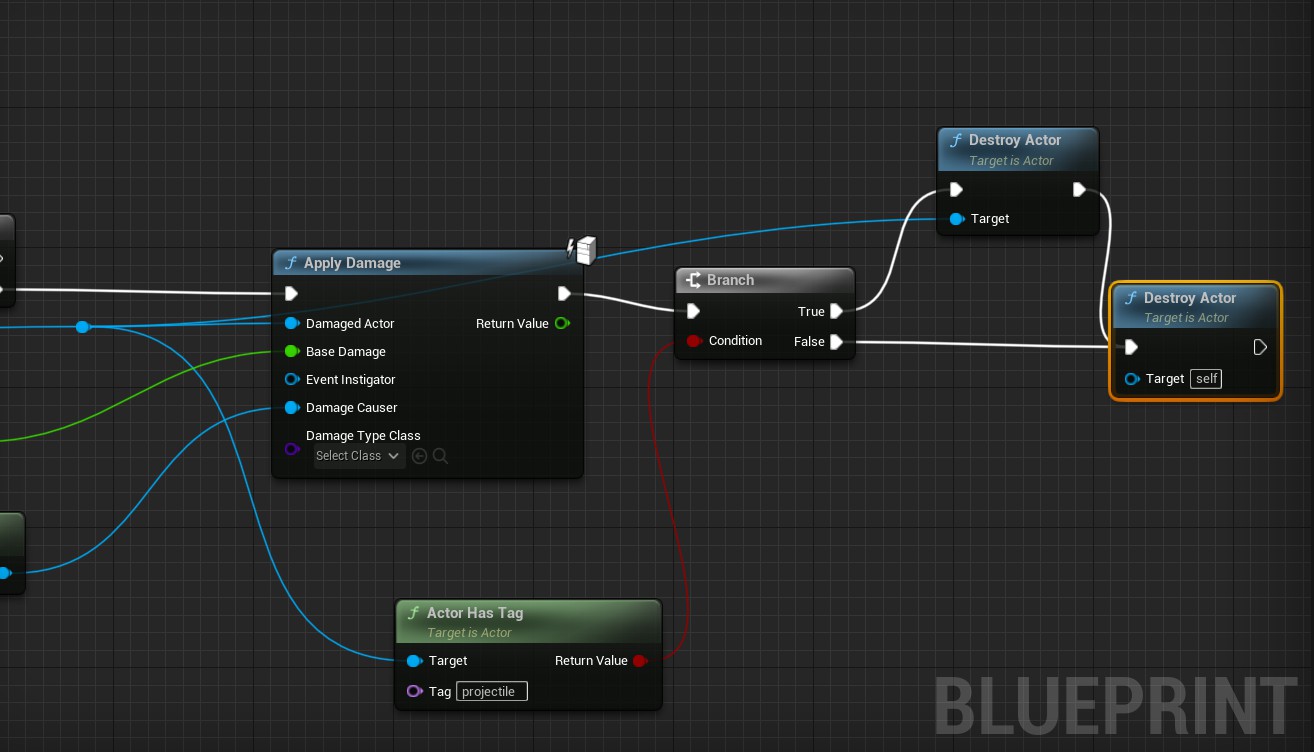 Destroy Actor
Target is Actor
Target
Apply Damage
Damaged Actor
Return Value
Base Damage
Event Instigator
Damage Causer
Damage Type Class
Select Class
Branch
True
Condition
False
Destroy Actor
Target is Actor
Target self
Actor Has Tag
Target is Actor
Target
Return Value
Tag projectile
BLUEPRINT